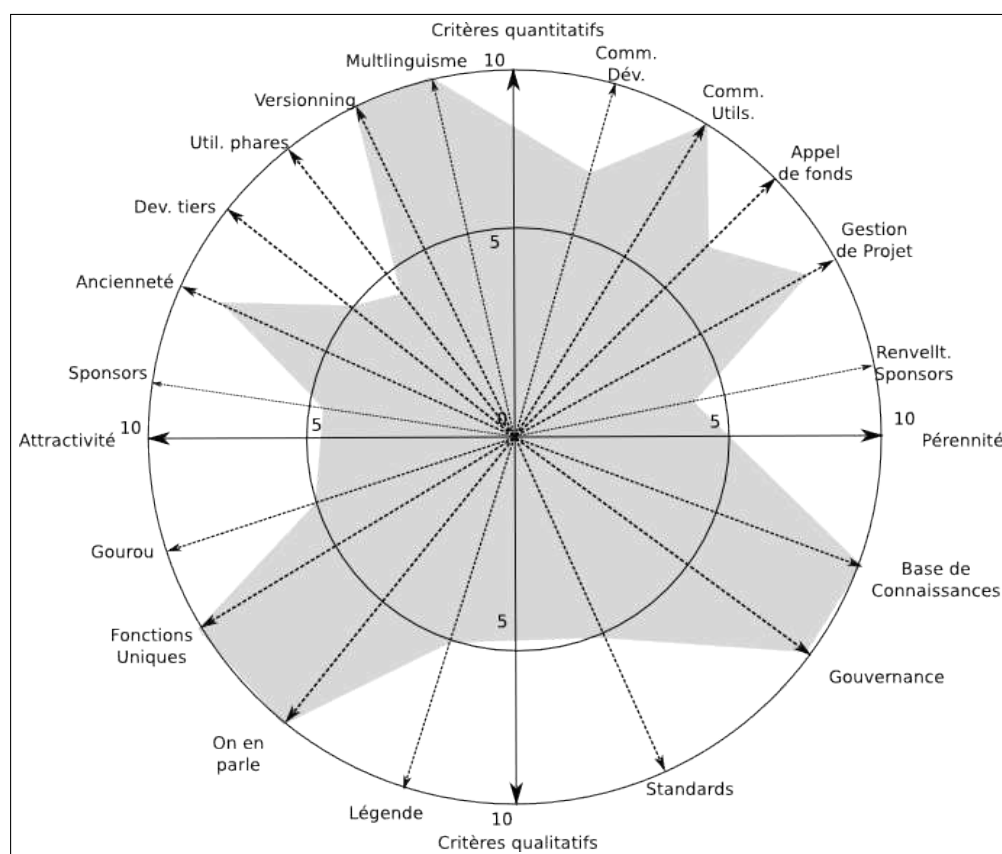 Critères quantitatifs
Multlinguisme
10
Comm.
Dév.
Versionning
Comm.
Utils.
Util. phares
Appel
de fonds
Dev. tiers
Gestion
de Projet
5
Ancienneté
Renvellt.
Sponsors
Sponsors
Attractivité
10
5
0
5
10
Pérennité
Gourou
Base de
Connaissances
Fonctions
Uniques
5
Gouvernance
On en
parle
Légende
Standards
10
Critères qualitatifs